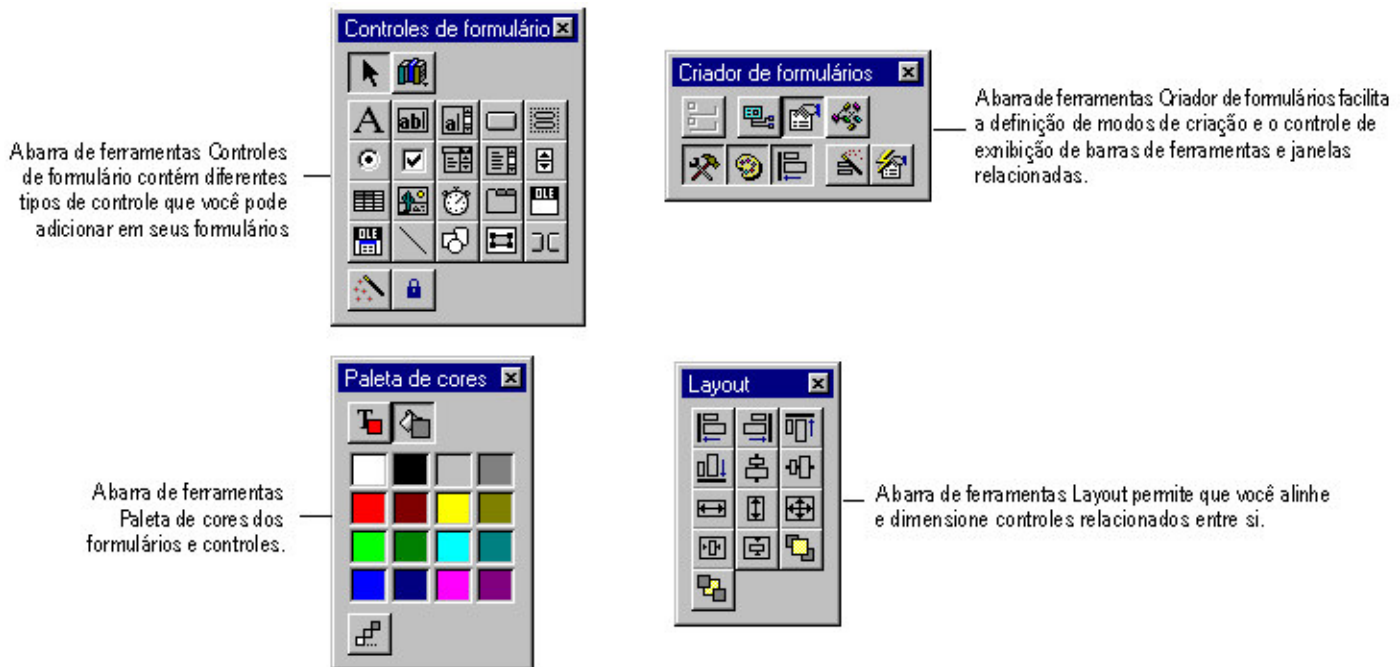 Controles de formulário
A barra de ferramentas Controles
de formulário contém diferentes
tipos de controle que você pode
adicionar em seus formulários
A
ab
al
OLE
OLE
Criador de formulários
A barra de ferramentas Criador de formulários facilita
a definição de modos de criação e o controle de
exnibição de barras de ferramentas e janelas
relacionadas.
Paleta de cores
T
A barra de ferramentas
Paleta de cores dos
formulários e controles.
Layout
A barra de ferramentas Layout permite que você alinhe
e dimensione controles relacionados entre si.